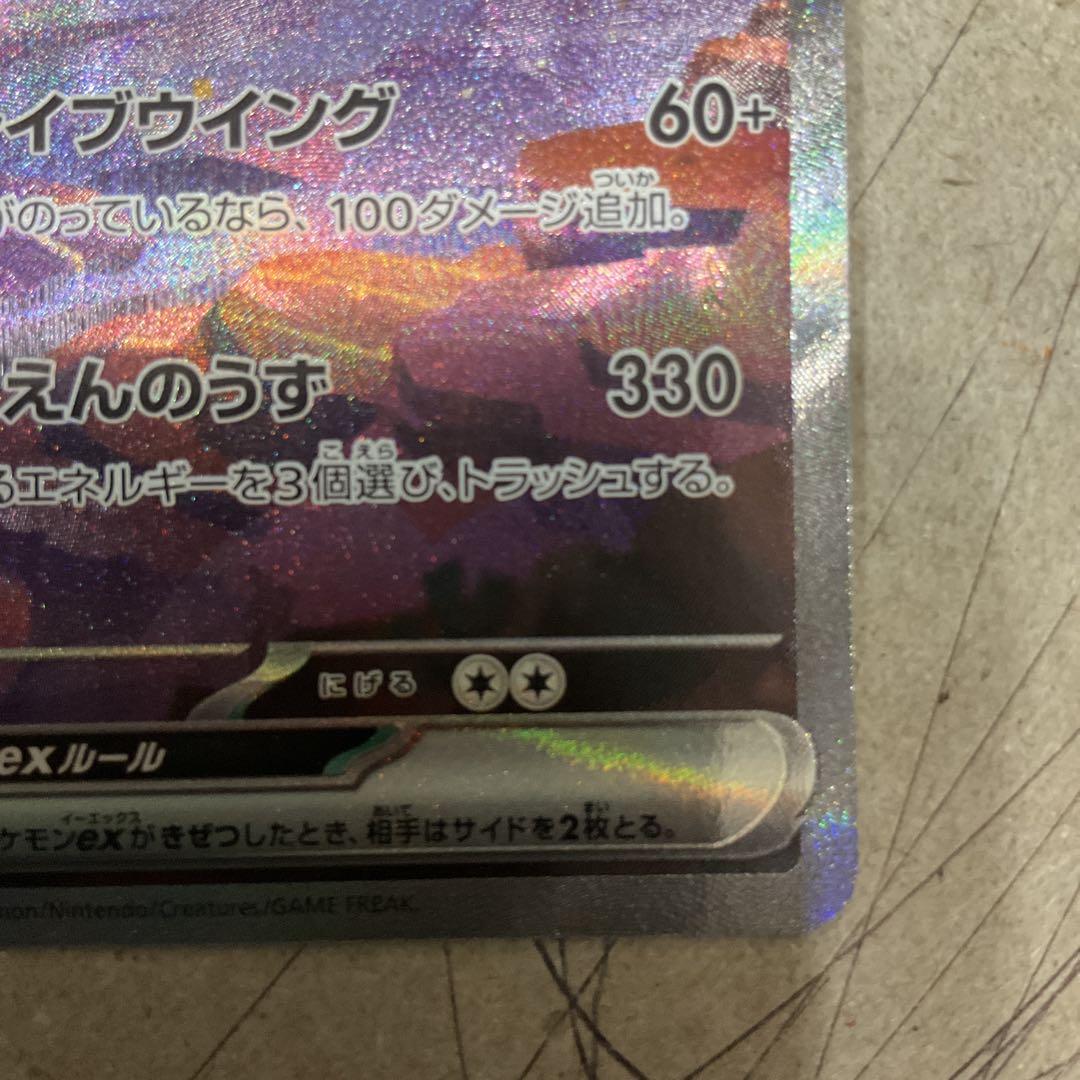 イブウイング 60+
ついか
のっているなら、100ダメージ追加。
えんのうず 330
こ えら
るエネルギーを3個選び、トラッシュする。
にげる
exルール
イーエックス あいて まい
ケモンexがきぜつしたとき、相手はサイドを2枚とる。
mon/Nintendo/Creatures/GAME FREAK.